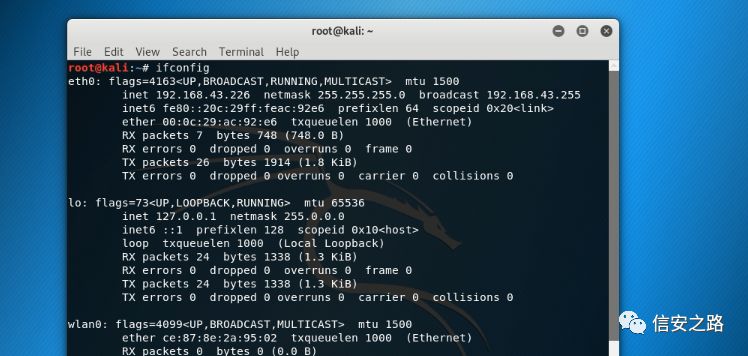 root@kali: ~
File Edit View Search Terminal Help
root@kali:~# ifconfig
eth0: flags=4163<UP,BROADCAST,RUNNING,MULTICAST>  mtu 1500
        inet 192.168.43.226  netmask 255.255.255.0  broadcast 192.168.43.255
        inet6 fe80::20c:29ff:feac:92e6  prefixlen 64  scopeid 0x20<link>
        ether 00:0c:29:ac:92:e6  txqueuelen 1000  (Ethernet)
        RX packets 7  bytes 748 (748.0 B)
        RX errors 0  dropped 0  overruns 0  frame 0
        TX packets 26  bytes 1914 (1.8 KiB)
        TX errors 0  dropped 0 overruns 0  carrier 0  collisions 0
lo: flags=73<UP,LOOPBACK,RUNNING>  mtu 65536
        inet 127.0.0.1  netmask 255.0.0.0
        inet6 ::1  prefixlen 128  scopeid 0x10<host>
        loop  txqueuelen 1000  (Local Loopback)
        RX packets 24  bytes 1338 (1.3 KiB)
        RX errors 0  dropped 0  overruns 0  frame 0
        TX packets 24  bytes 1338 (1.3 KiB)
        TX errors 0  dropped 0 overruns 0  carrier 0  collisions 0
wlan0: flags=4099<UP,BROADCAST,MULTICAST>  mtu 1500
        ether ce:87:8e:2a:95:02  txqueuelen 1000  (Ethernet)
        RX packets 0  bytes 0 (0.0 B)
信安之路